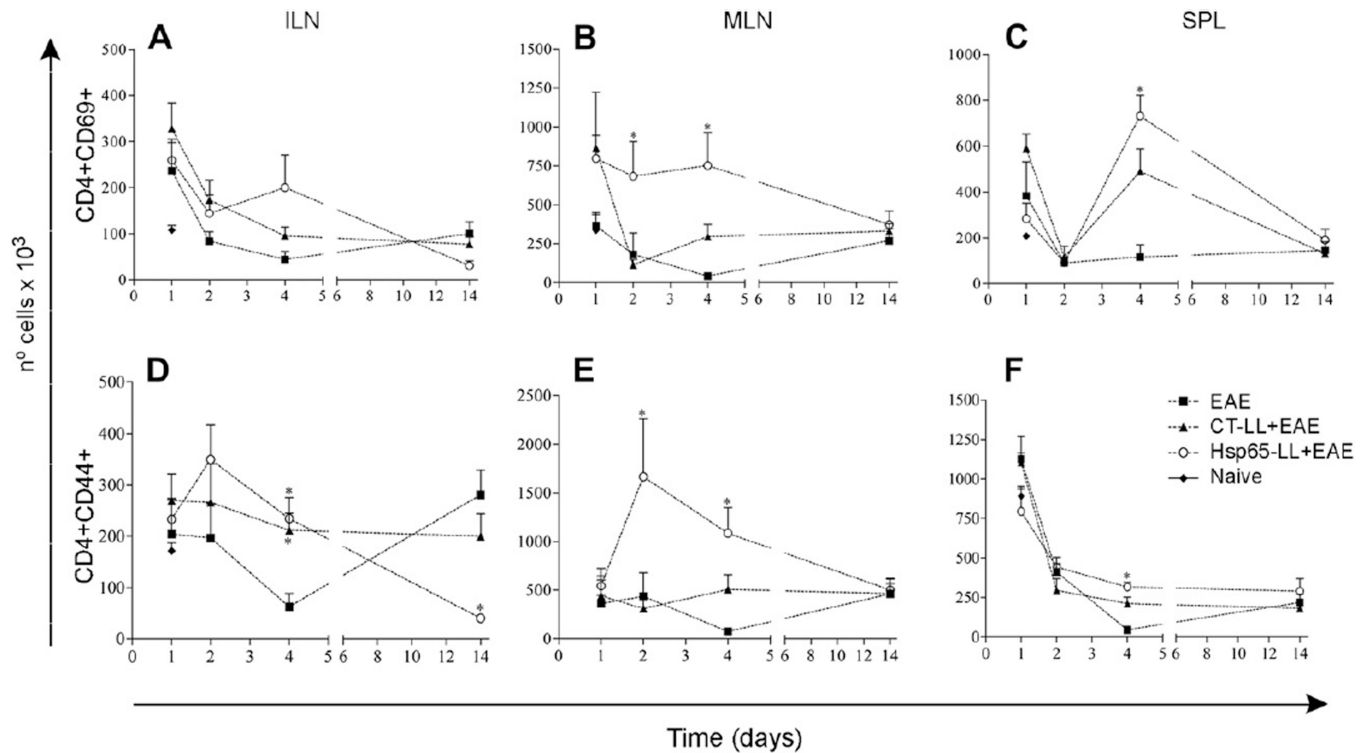 ILN MLN SPL
A B C
nº cells x 10³
CD4+CD69+
500
400
300
200
100
0
0 1 2 3 4 5 6 8 10 12 14
1500
1250
1000
750
500
250
0
* *
0 1 2 3 4 5 6 8 10 12 14
1000
800
600
400
200
0
*
0 1 2 3 4 5 6 8 10 12 14
D E F
CD4+CD44+
500
400
300
200
100
0
*
*
*
0 1 2 3 4 5 6 8 10 12 14
2500
2000
1500
1000
500
0
*
*
0 1 2 3 4 5 6 8 10 12 14
1500
1250
1000
750
500
250
0
*
0 1 2 3 4 5 6 8 10 12 14
EAE
CT-LL+EAE
Hsp65-LL+EAE
Naive
Time (days)